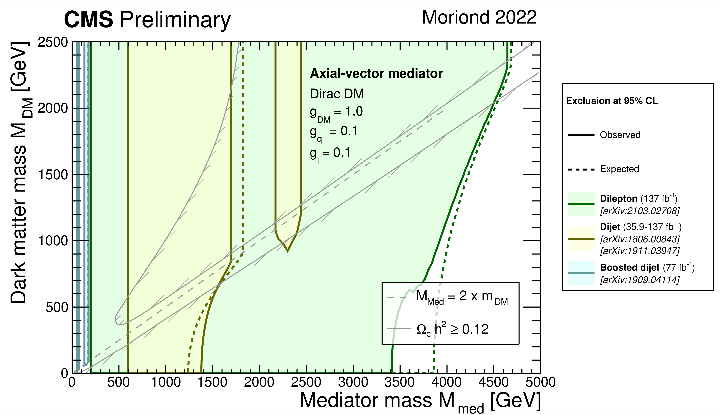 CMS Preliminary
Moriond 2022
Dark matter mass M_DM [GeV]
2500
2000
1500
1000
500
0
Axial-vector mediator
Dirac DM
g_DM = 1.0
g_q = 0.1
g_l = 0.1
M_Med = 2 x m_DM
Ω_c h² ≥ 0.12
0 500 1000 1500 2000 2500 3000 3500 4000 4500 5000
Mediator mass M_med [GeV]
Exclusion at 95% CL
Observed
Expected
Dilepton (137 fb⁻¹)
[arXiv:2103.02708]
Dijet (35.9-137 fb⁻¹)
[arXiv:1806.00843]
[arXiv:1911.03947]
Boosted dijet (77 fb⁻¹)
[arXiv:1909.04114]